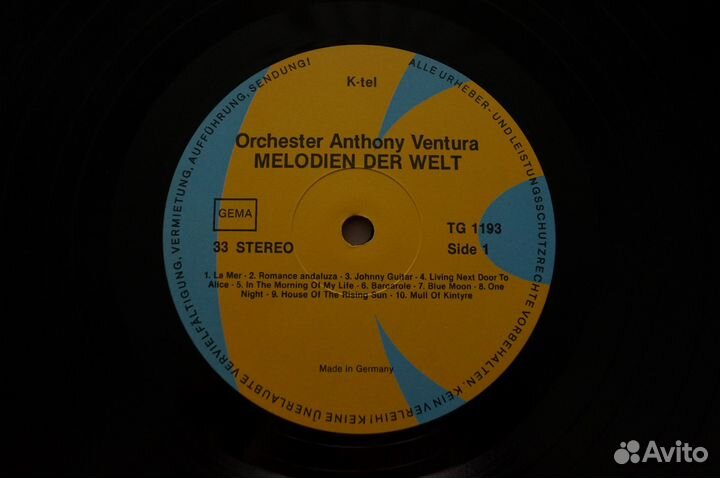 K-tel
Orchester Anthony Ventura
MELODIEN DER WELT
GEMA
TG 1193
33 STEREO
Side 1
1. La Mer · 2. Romance andaluza · 3. Johnny Guitar · 4. Living Next Door To
Alice · 5. In The Morning Of My Life · 6. Barcarole · 7. Blue Moon · 8. One
Night · 9. House Of The Rising Sun · 10. Mull Of Kintyre
Made in Germany
ALLE URHEBER- UND LEISTUNGSSCHUTZRECHTE VORBEHALTEN. KEIN VERLEIH! KEINE UNERLAUBTE VERVIELFÄLTIGUNG, VERMIETUNG, AUFFÜHRUNG, SENDUNG!
Avito